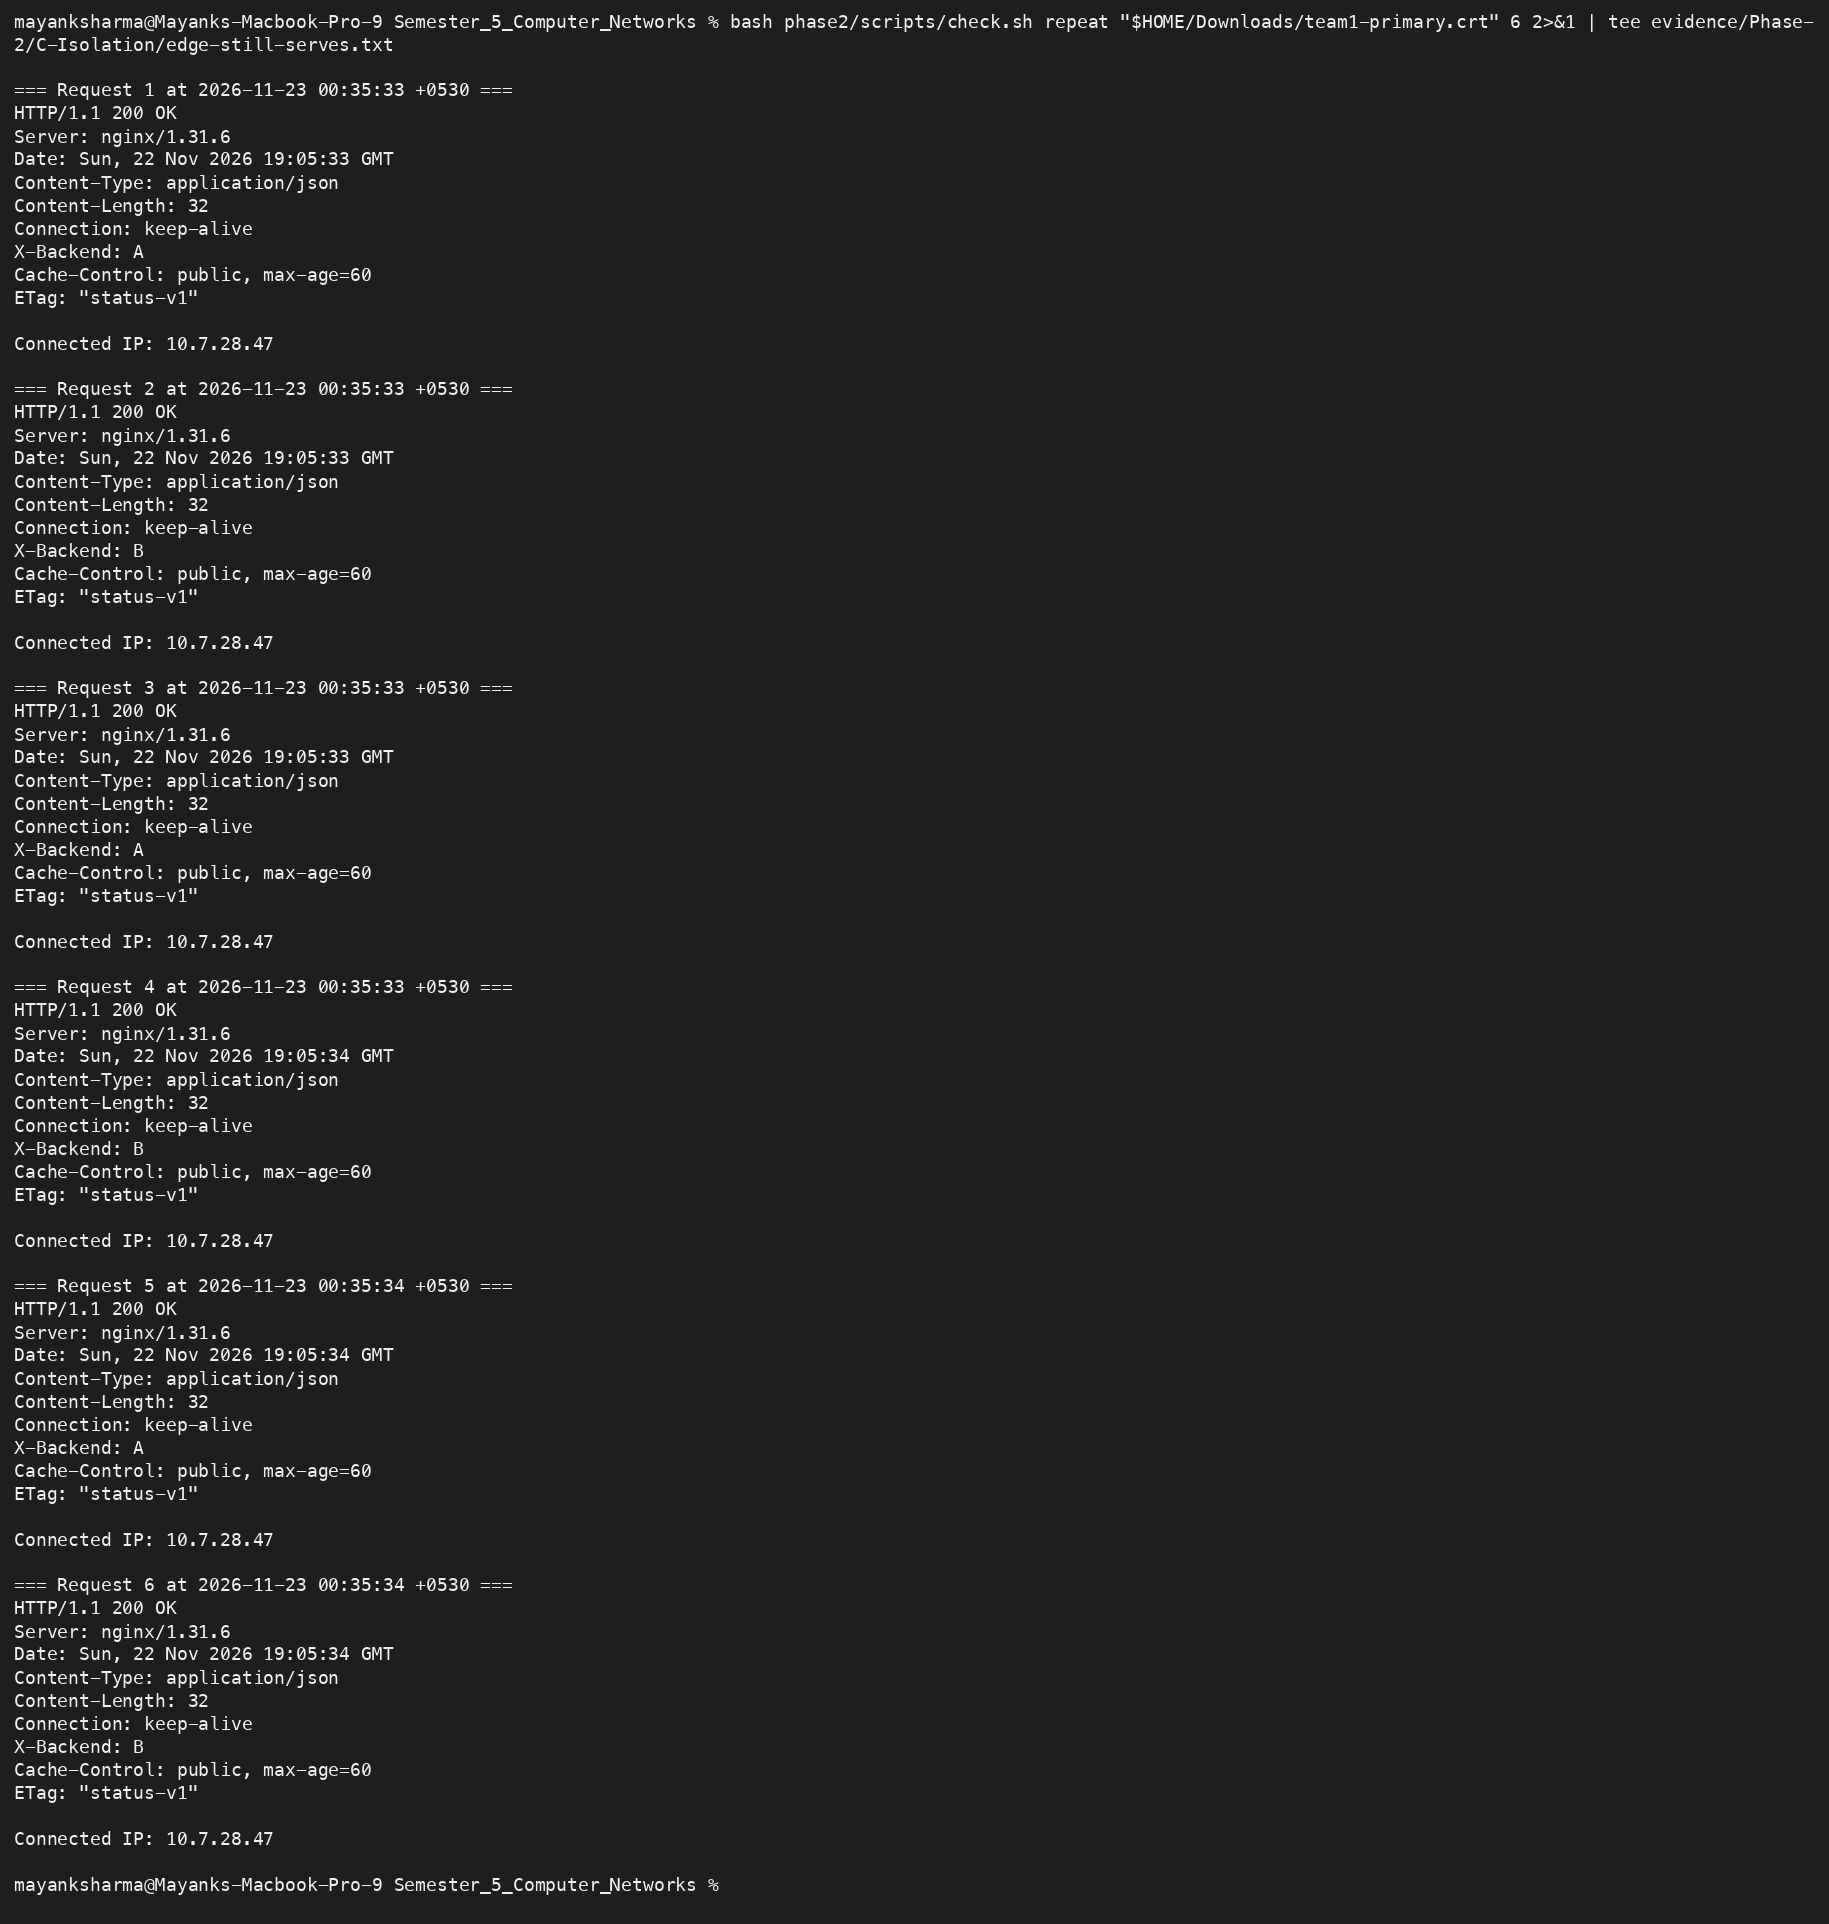 mayanksharma@Mayanks-Macbook-Pro-9 Semester_5_Computer_Networks % bash phase2/scripts/check.sh repeat "$HOME/Downloads/team1-primary.crt" 6 2>&1 | tee evidence/Phase-
2/C-Isolation/edge-still-serves.txt

=== Request 1 at 2026-11-23 00:35:33 +0530 ===
HTTP/1.1 200 OK
Server: nginx/1.31.6
Date: Sun, 22 Nov 2026 19:05:33 GMT
Content-Type: application/json
Content-Length: 32
Connection: keep-alive
X-Backend: A
Cache-Control: public, max-age=60
ETag: "status-v1"

Connected IP: 10.7.28.47

=== Request 2 at 2026-11-23 00:35:33 +0530 ===
HTTP/1.1 200 OK
Server: nginx/1.31.6
Date: Sun, 22 Nov 2026 19:05:33 GMT
Content-Type: application/json
Content-Length: 32
Connection: keep-alive
X-Backend: B
Cache-Control: public, max-age=60
ETag: "status-v1"

Connected IP: 10.7.28.47

=== Request 3 at 2026-11-23 00:35:33 +0530 ===
HTTP/1.1 200 OK
Server: nginx/1.31.6
Date: Sun, 22 Nov 2026 19:05:33 GMT
Content-Type: application/json
Content-Length: 32
Connection: keep-alive
X-Backend: A
Cache-Control: public, max-age=60
ETag: "status-v1"

Connected IP: 10.7.28.47

=== Request 4 at 2026-11-23 00:35:33 +0530 ===
HTTP/1.1 200 OK
Server: nginx/1.31.6
Date: Sun, 22 Nov 2026 19:05:34 GMT
Content-Type: application/json
Content-Length: 32
Connection: keep-alive
X-Backend: B
Cache-Control: public, max-age=60
ETag: "status-v1"

Connected IP: 10.7.28.47

=== Request 5 at 2026-11-23 00:35:34 +0530 ===
HTTP/1.1 200 OK
Server: nginx/1.31.6
Date: Sun, 22 Nov 2026 19:05:34 GMT
Content-Type: application/json
Content-Length: 32
Connection: keep-alive
X-Backend: A
Cache-Control: public, max-age=60
ETag: "status-v1"

Connected IP: 10.7.28.47

=== Request 6 at 2026-11-23 00:35:34 +0530 ===
HTTP/1.1 200 OK
Server: nginx/1.31.6
Date: Sun, 22 Nov 2026 19:05:34 GMT
Content-Type: application/json
Content-Length: 32
Connection: keep-alive
X-Backend: B
Cache-Control: public, max-age=60
ETag: "status-v1"

Connected IP: 10.7.28.47

mayanksharma@Mayanks-Macbook-Pro-9 Semester_5_Computer_Networks %